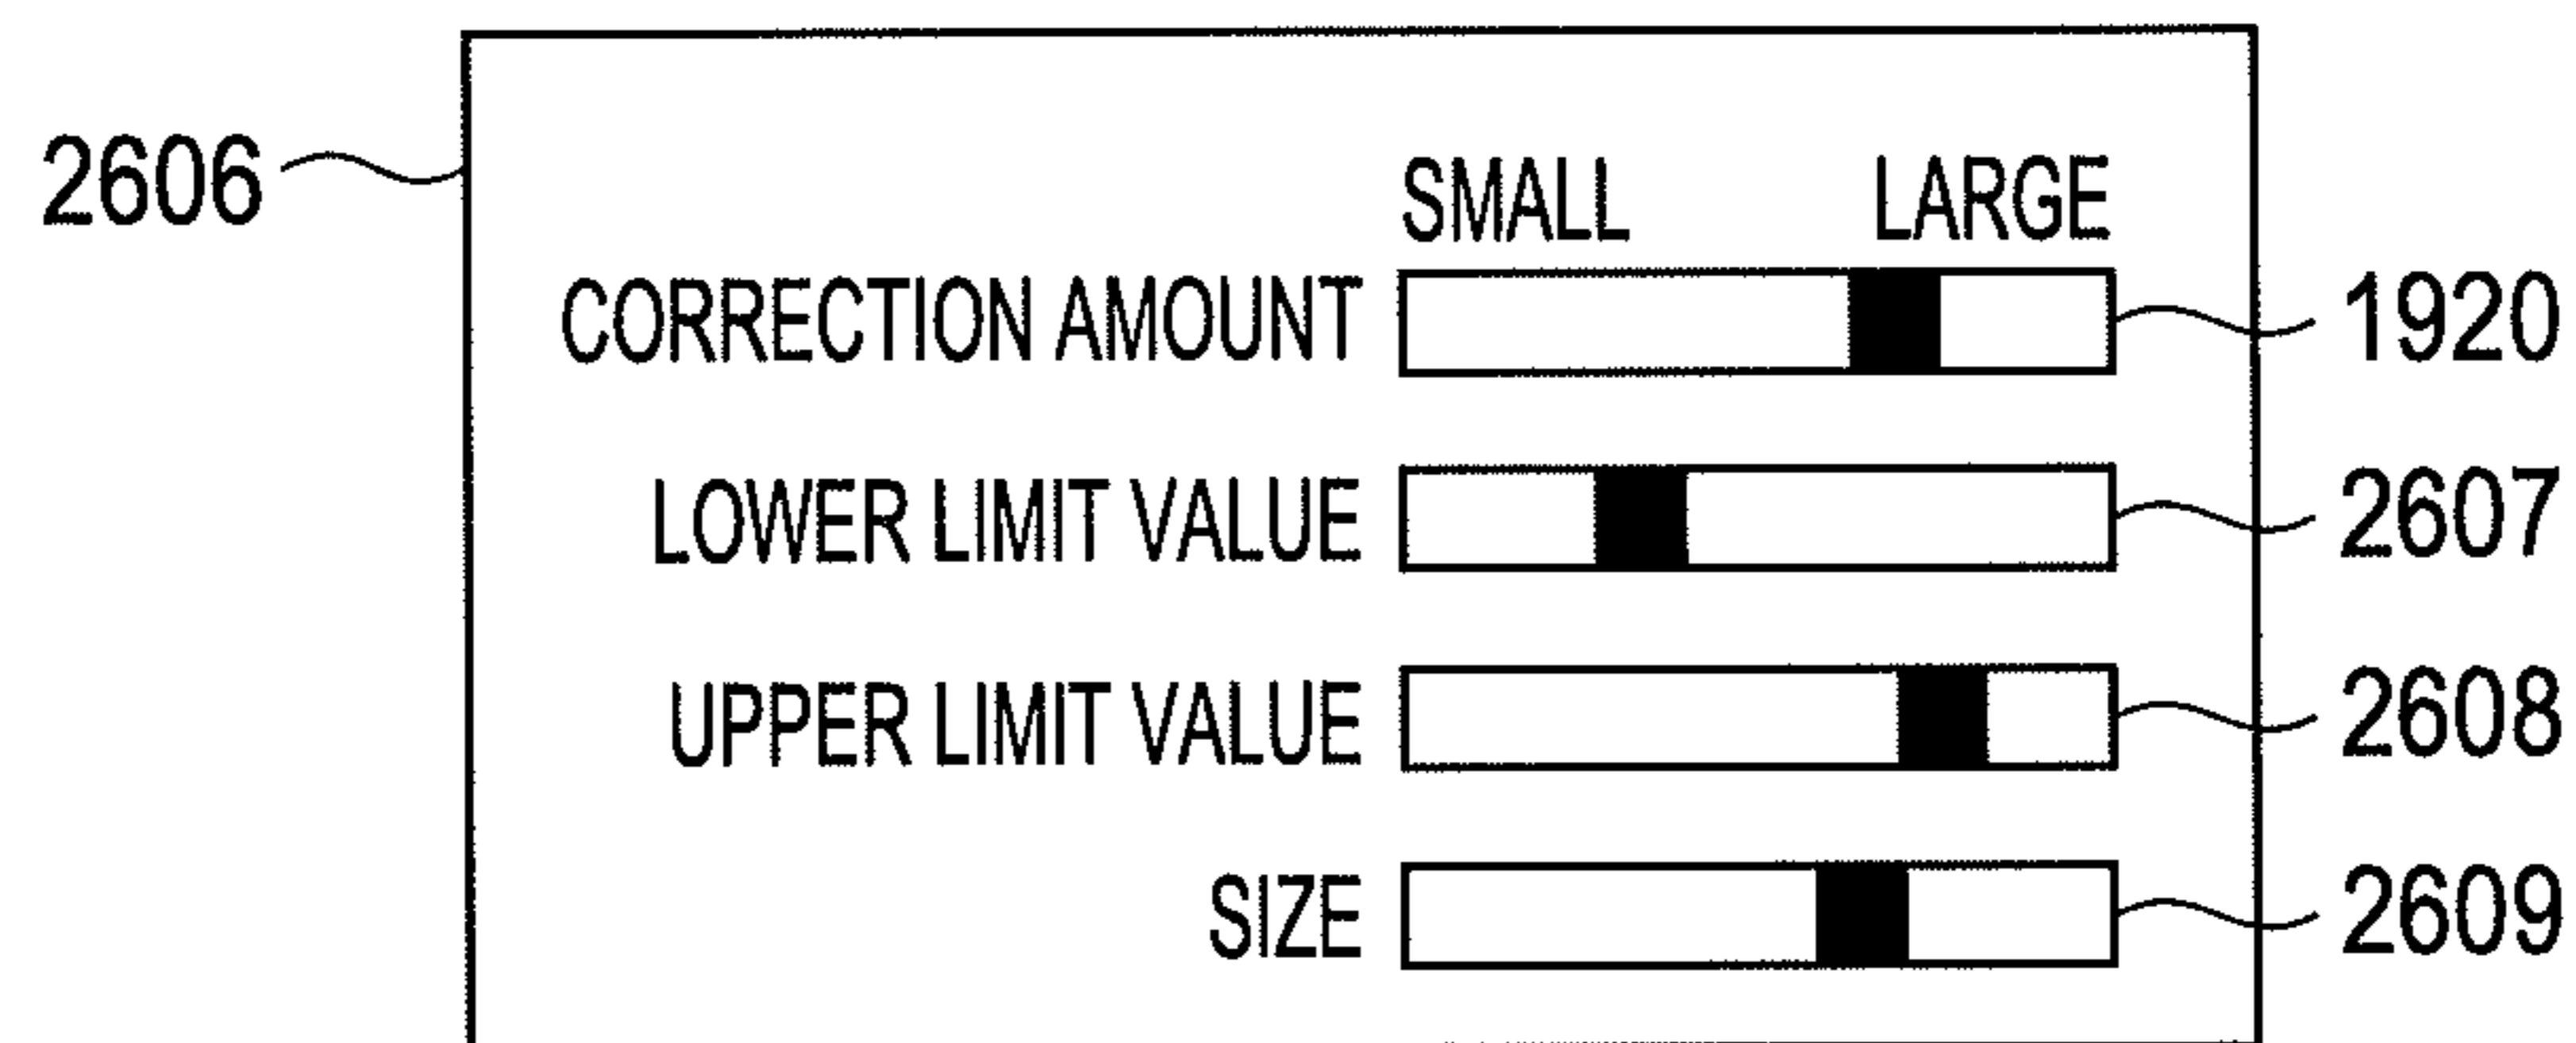 2606
SMALL LARGE
CORRECTION AMOUNT 1920
LOWER LIMIT VALUE 2607
UPPER LIMIT VALUE 2608
SIZE 2609